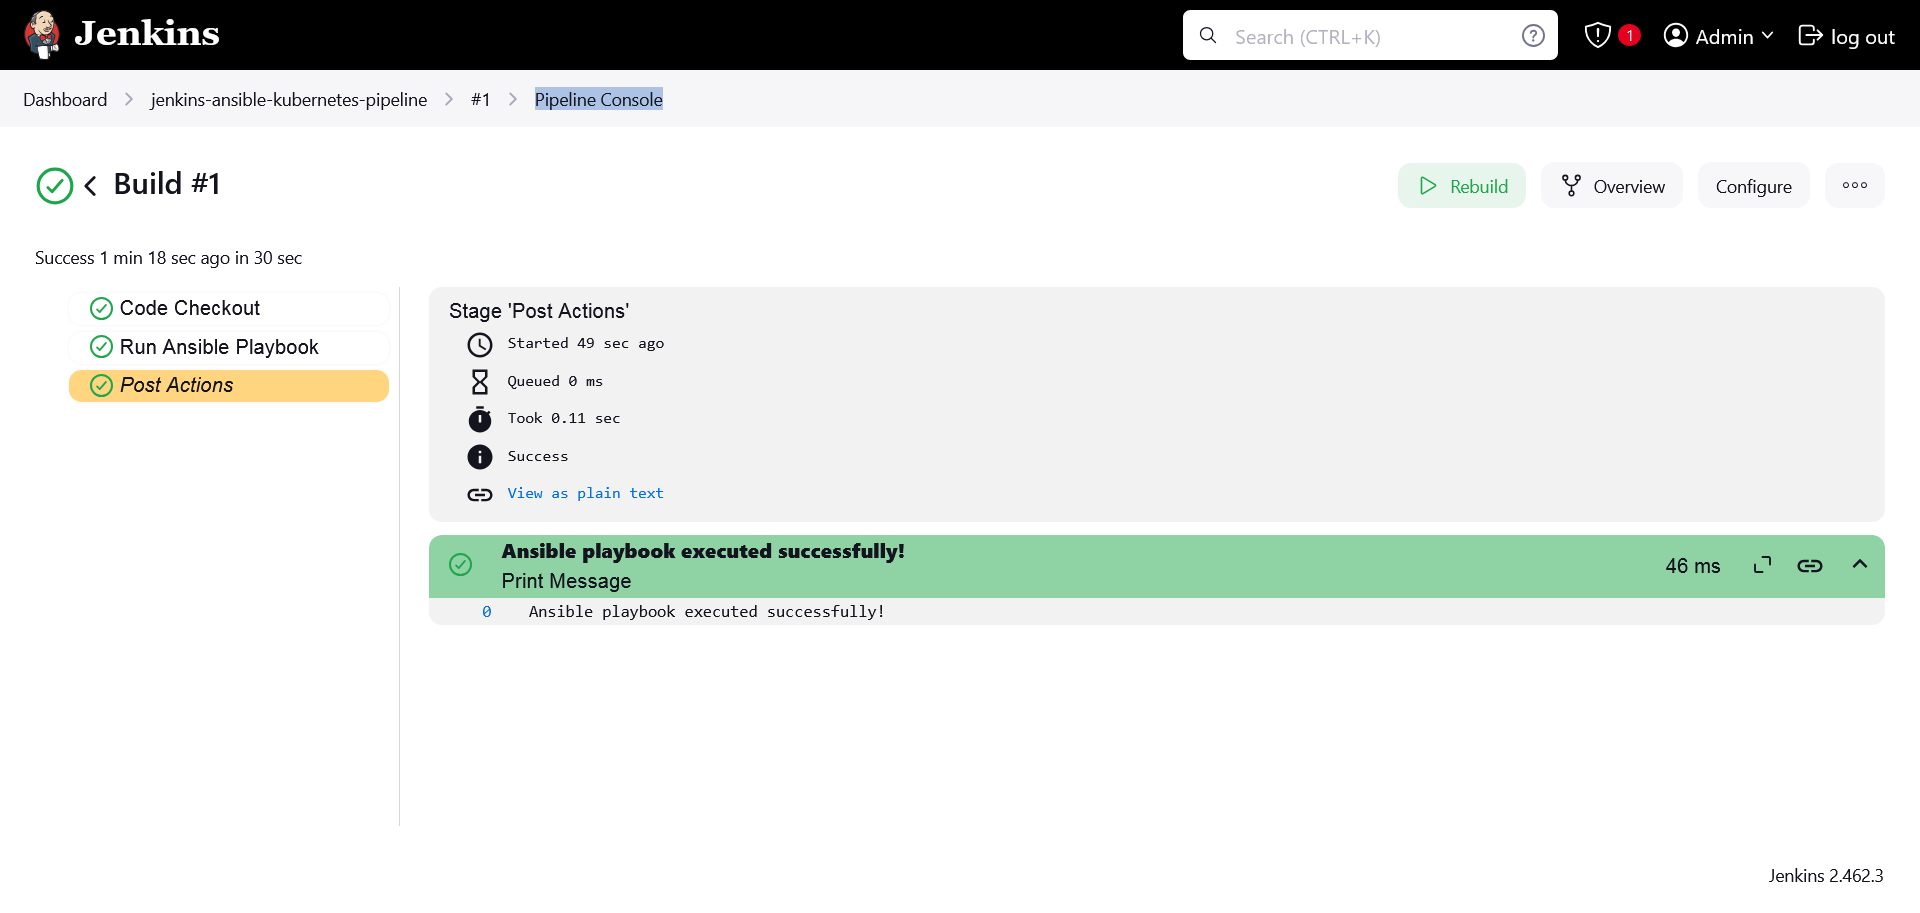 Jenkins
Search (CTRL+K)
1
Admin
log out
Dashboard
jenkins-ansible-kubernetes-pipeline
#1
Pipeline Console
Build #1
Rebuild
Overview
Configure
Success 1 min 18 sec ago in 30 sec
Code Checkout
Run Ansible Playbook
Post Actions
Stage 'Post Actions'
Started 49 sec ago
Queued 0 ms
Took 0.11 sec
Success
View as plain text
Ansible playbook executed successfully!
Print Message
46 ms
0 Ansible playbook executed successfully!
Jenkins 2.462.3